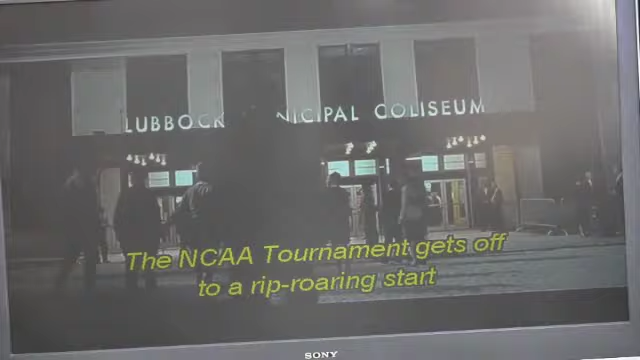 LUBBOCK NICIPAL COLISEUM
The NCAA Tournament gets off
to a rip-roaring start
SONY